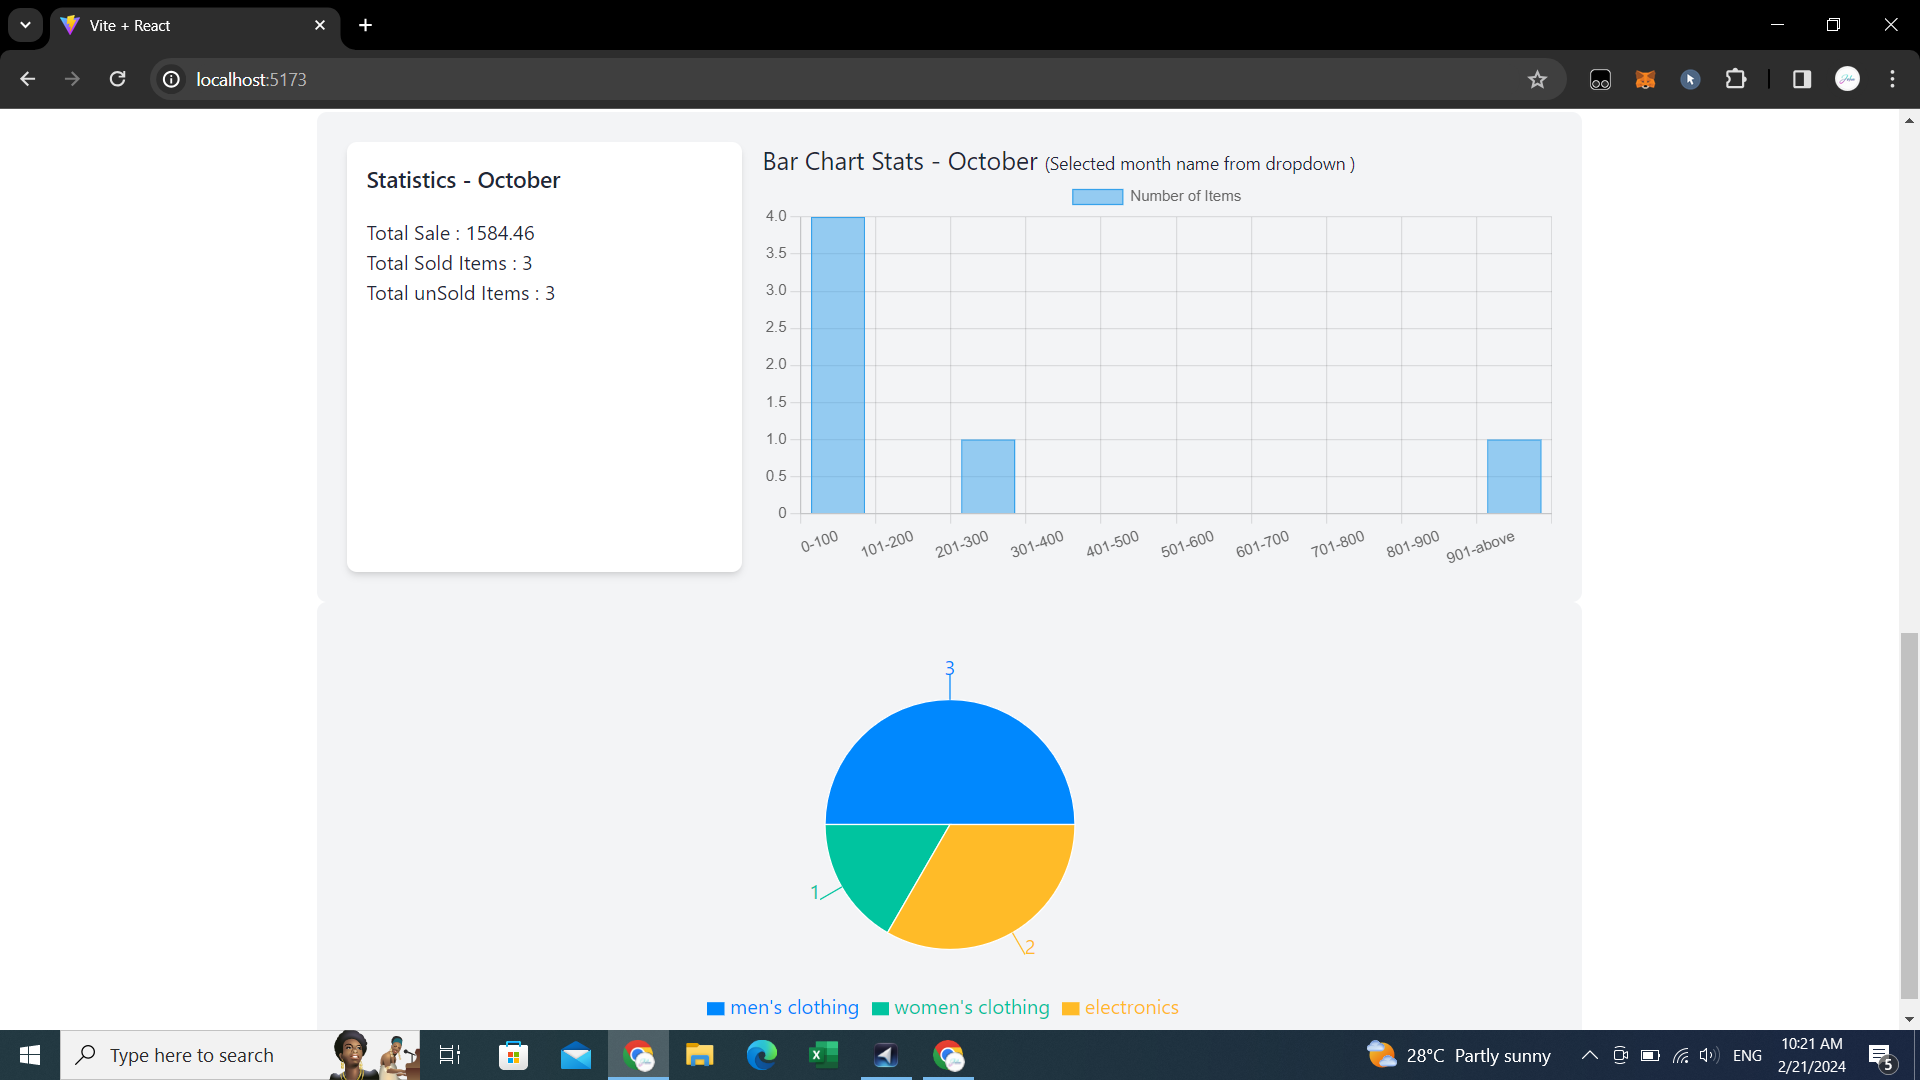 Vite + React
localhost:5173
Statistics - October
Total Sale : 1584.46
Total Sold Items : 3
Total unSold Items : 3
Bar Chart Stats - October (Selected month name from dropdown )
Number of Items
4.0
3.5
3.0
2.5
2.0
1.5
1.0
0.5
0
0-100 101-200 201-300 301-400 401-500 501-600 601-700 701-800 801-900 901-above
3
1
2
men's clothing women's clothing electronics
Type here to search
28°C Partly sunny
ENG
10:21 AM
2/21/2024
5